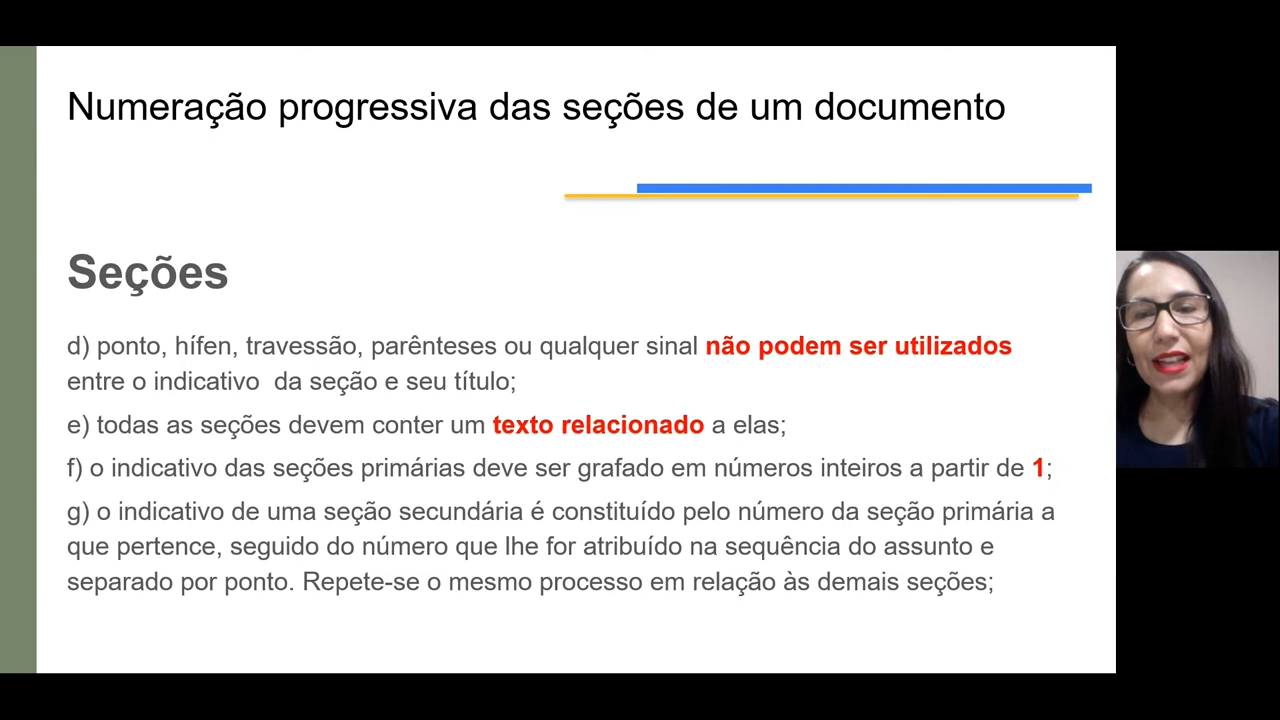 Numeração progressiva das seções de um documento
Seções
d) ponto, hífen, travessão, parênteses ou qualquer sinal não podem ser utilizados
entre o indicativo  da seção e seu título;
e) todas as seções devem conter um texto relacionado a elas;
f) o indicativo das seções primárias deve ser grafado em números inteiros a partir de 1;
g) o indicativo de uma seção secundária é constituído pelo número da seção primária a
que pertence, seguido do número que lhe for atribuído na sequência do assunto e
separado por ponto. Repete-se o mesmo processo em relação às demais seções;